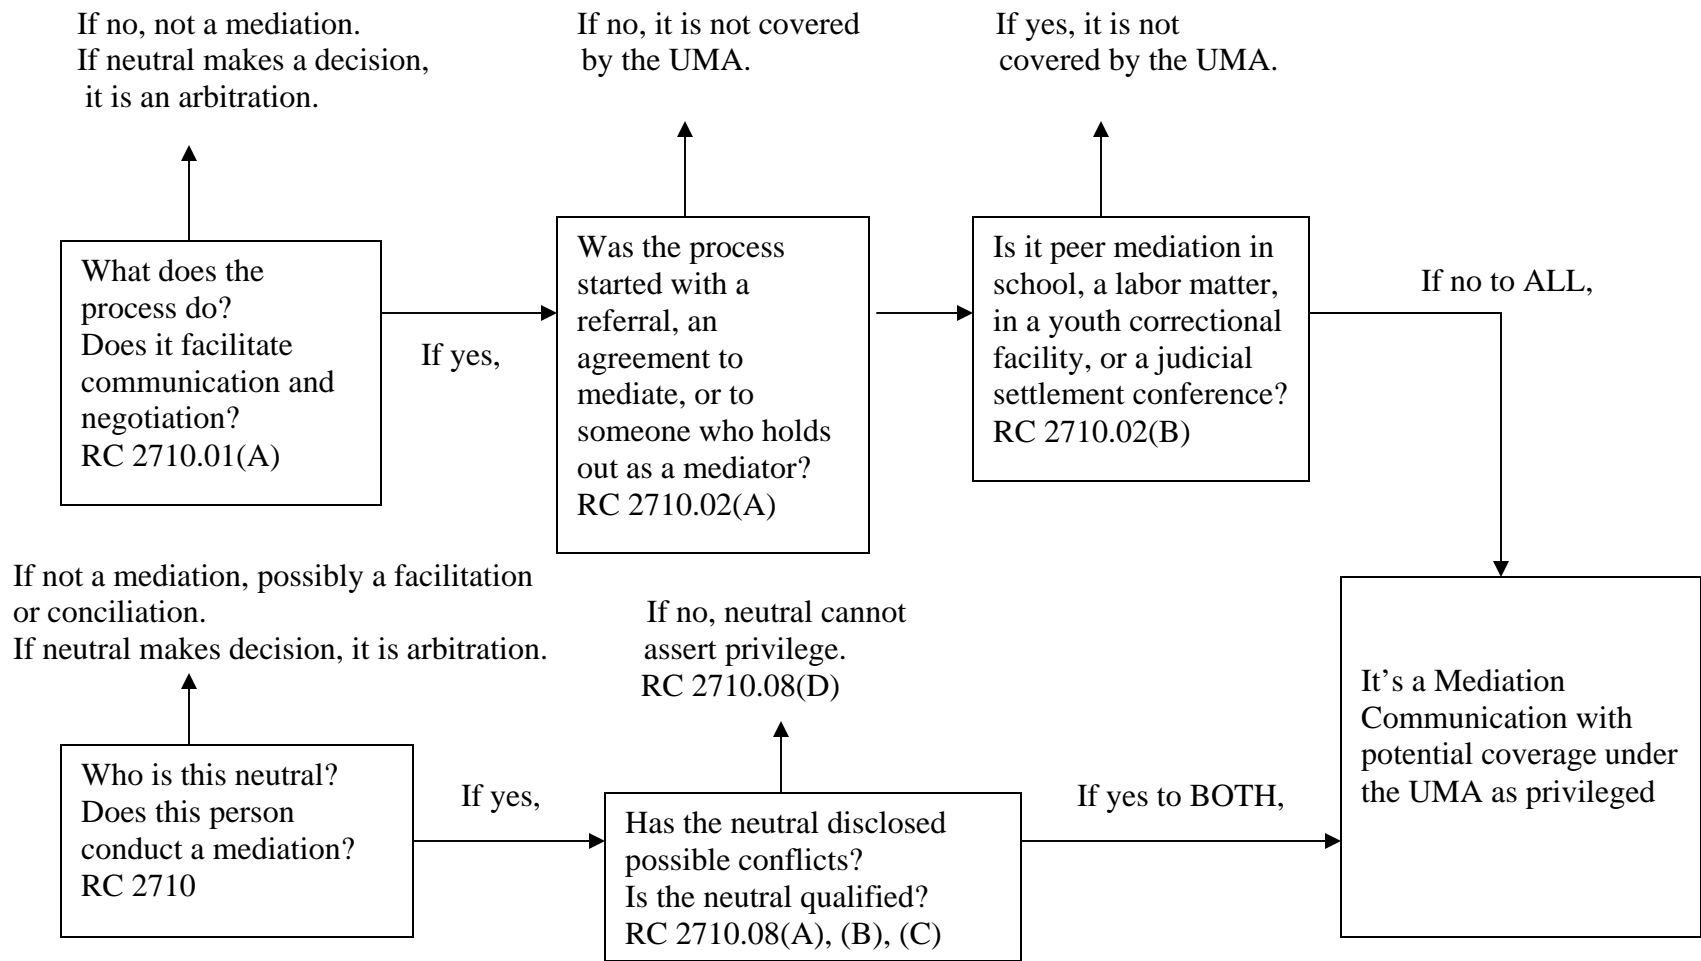 If no, not a mediation.
If neutral makes a decision,
it is an arbitration.
If no, it is not covered
by the UMA.
If yes, it is not
covered by the UMA.
What does the
process do?
Does it facilitate
communication and
negotiation?
RC 2710.01(A)
If yes,
Was the process
started with a
referral, an
agreement to
mediate, or to
someone who holds
out as a mediator?
RC 2710.02(A)
Is it peer mediation in
school, a labor matter,
in a youth correctional
facility, or a judicial
settlement conference?
RC 2710.02(B)
If no to ALL,
If not a mediation, possibly a facilitation
or conciliation.
If neutral makes decision, it is arbitration.
If no, neutral cannot
assert privilege.
RC 2710.08(D)
Who is this neutral?
Does this person
conduct a mediation?
RC 2710
If yes,
Has the neutral disclosed
possible conflicts?
Is the neutral qualified?
RC 2710.08(A), (B), (C)
If yes to BOTH,
It’s a Mediation
Communication with
potential coverage under
the UMA as privileged